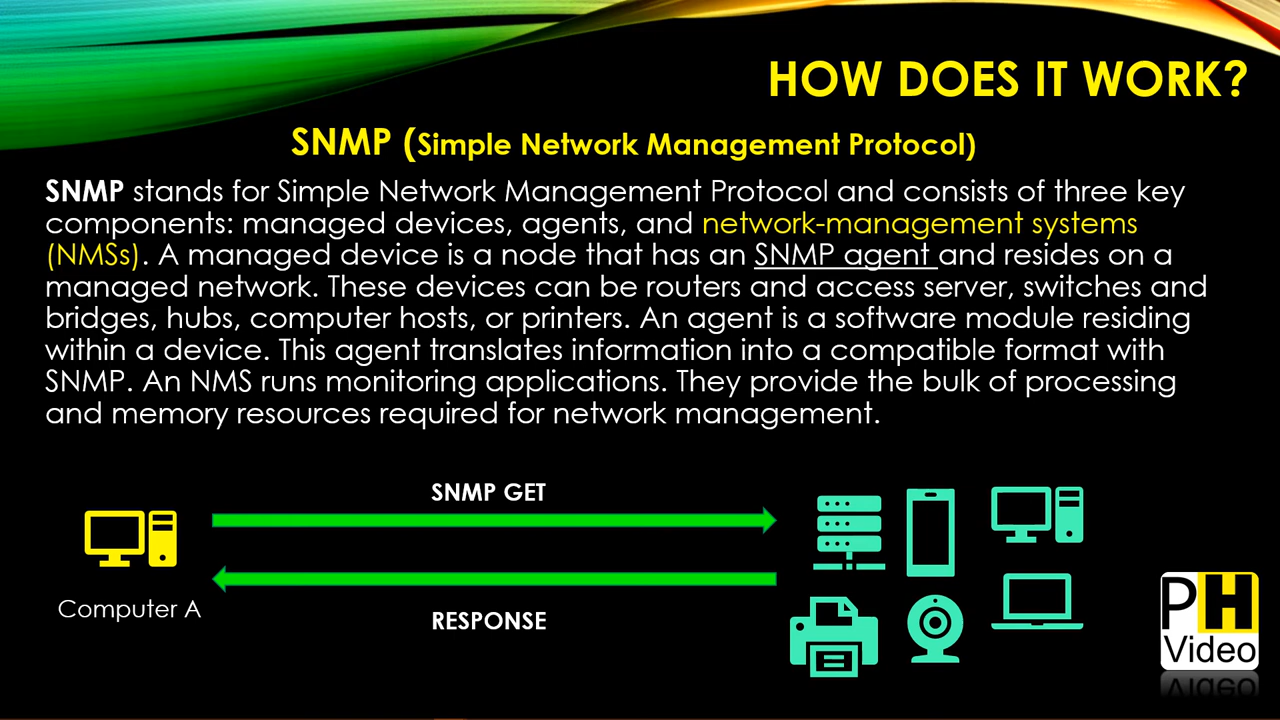 HOW DOES IT WORK?
SNMP (Simple Network Management Protocol)
SNMP stands for Simple Network Management Protocol and consists of three key
components: managed devices, agents, and network-management systems
(NMSs). A managed device is a node that has an SNMP agent and resides on a
managed network. These devices can be routers and access server, switches and
bridges, hubs, computer hosts, or printers. An agent is a software module residing
within a device. This agent translates information into a compatible format with
SNMP. An NMS runs monitoring applications. They provide the bulk of processing
and memory resources required for network management.
SNMP GET
Computer A
RESPONSE
PH
Video